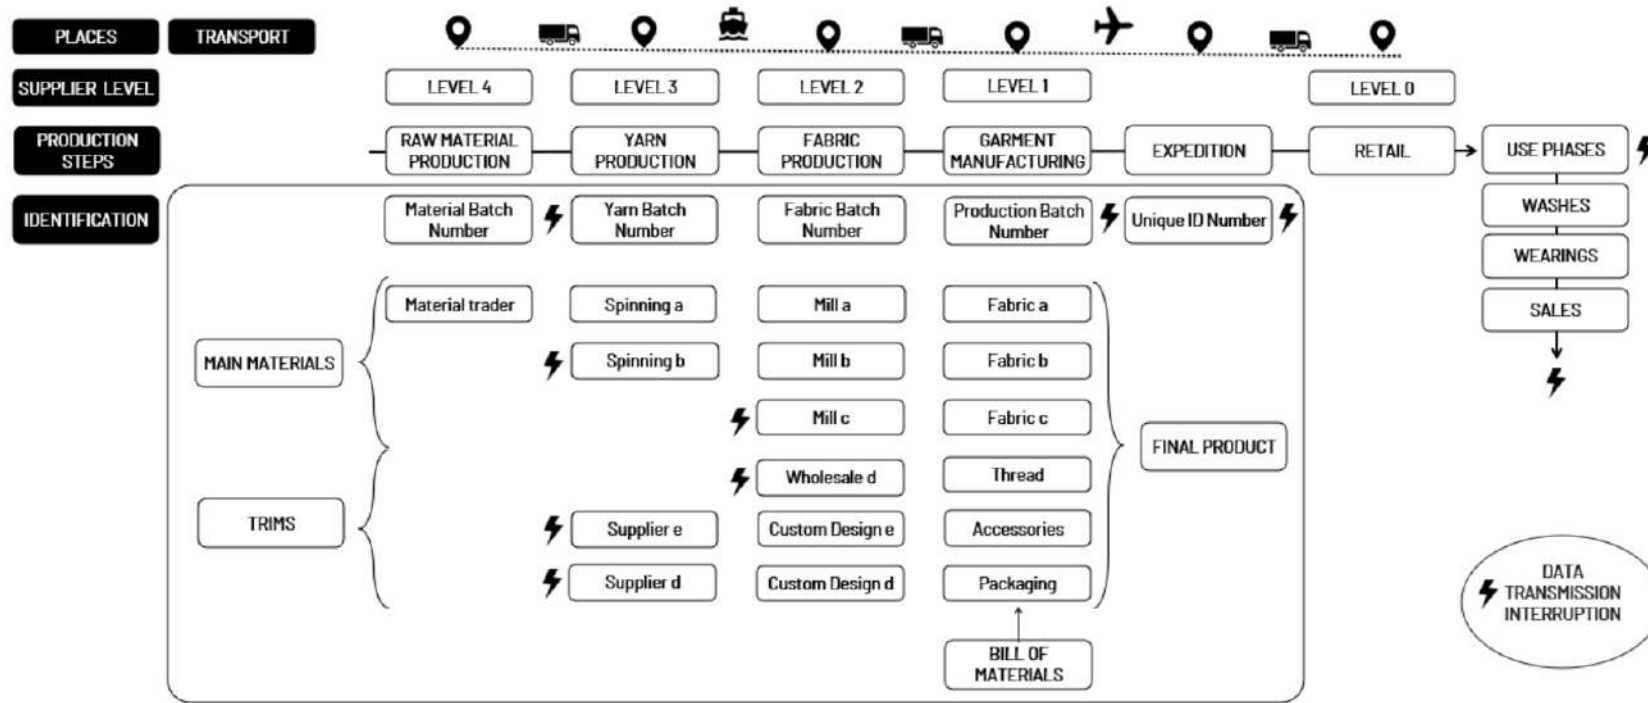 PLACES
TRANSPORT
SUPPLIER LEVEL
LEVEL 4
LEVEL 3
LEVEL 2
LEVEL 1
LEVEL 0
PRODUCTION
STEPS
RAW MATERIAL
PRODUCTION
YARN
PRODUCTION
FABRIC
PRODUCTION
GARMENT
MANUFACTURING
EXPEDITION
RETAIL
USE PHASES
WASHES
WEARINGS
SALES
IDENTIFICATION
Material Batch
Number
Yarn Batch
Number
Fabric Batch
Number
Production Batch
Number
Unique ID Number
MAIN MATERIALS
TRIMS
Material trader
Spinning a
Mill a
Fabric a
Spinning b
Mill b
Fabric b
Mill c
Fabric c
Wholesale d
Thread
Supplier e
Custom Design e
Accessories
Supplier d
Custom Design d
Packaging
BILL OF
MATERIALS
FINAL PRODUCT
DATA
TRANSMISSION
INTERRUPTION